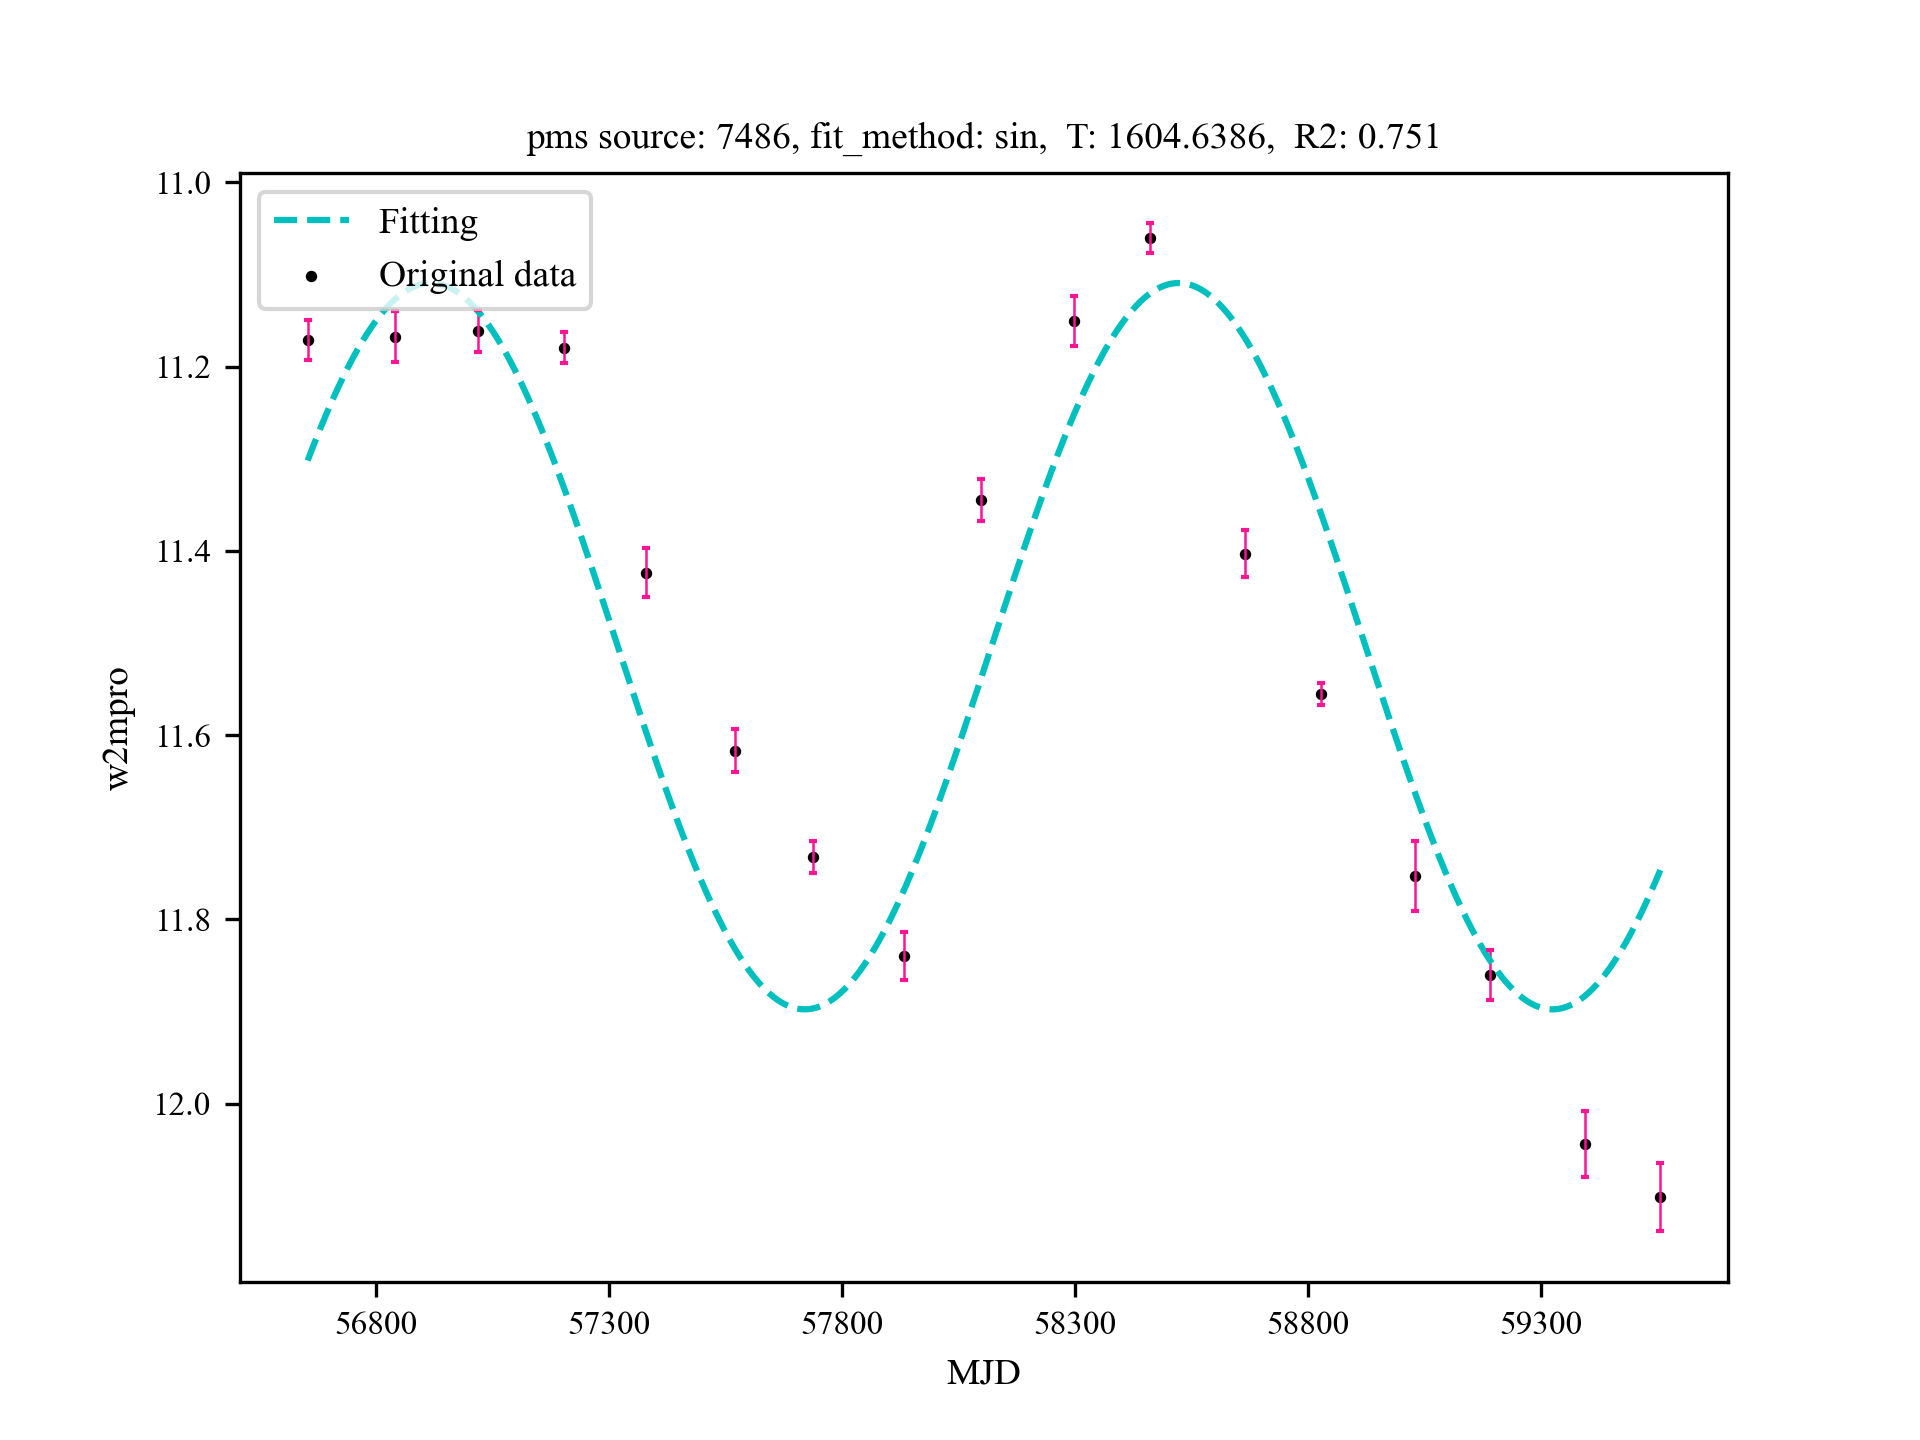 pms source: 7486, fit_method: sin,  T: 1604.6386,  R2: 0.751
Fitting
Original data
11.0
11.2
11.4
11.6
11.8
12.0
w2mpro
56800 57300 57800 58300 58800 59300
MJD